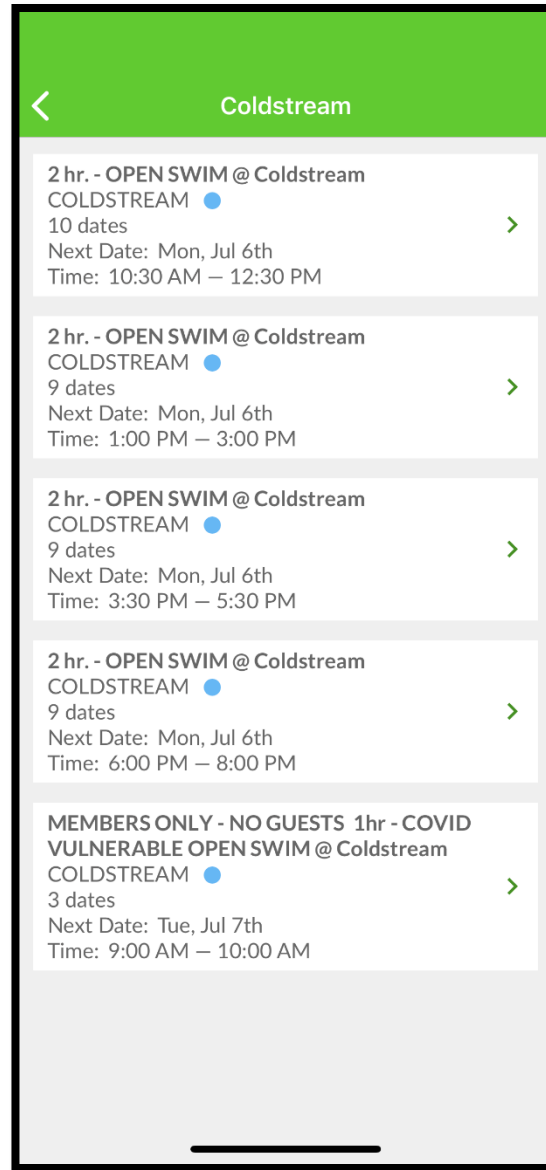 Coldstream
2 hr. - OPEN SWIM @ Coldstream
COLDSTREAM
10 dates
Next Date: Mon, Jul 6th
Time: 10:30 AM — 12:30 PM
2 hr. - OPEN SWIM @ Coldstream
COLDSTREAM
9 dates
Next Date: Mon, Jul 6th
Time: 1:00 PM — 3:00 PM
2 hr. - OPEN SWIM @ Coldstream
COLDSTREAM
9 dates
Next Date: Mon, Jul 6th
Time: 3:30 PM — 5:30 PM
2 hr. - OPEN SWIM @ Coldstream
COLDSTREAM
9 dates
Next Date: Mon, Jul 6th
Time: 6:00 PM — 8:00 PM
MEMBERS ONLY - NO GUESTS 1hr - COVID
VULNERABLE OPEN SWIM @ Coldstream
COLDSTREAM
3 dates
Next Date: Tue, Jul 7th
Time: 9:00 AM — 10:00 AM